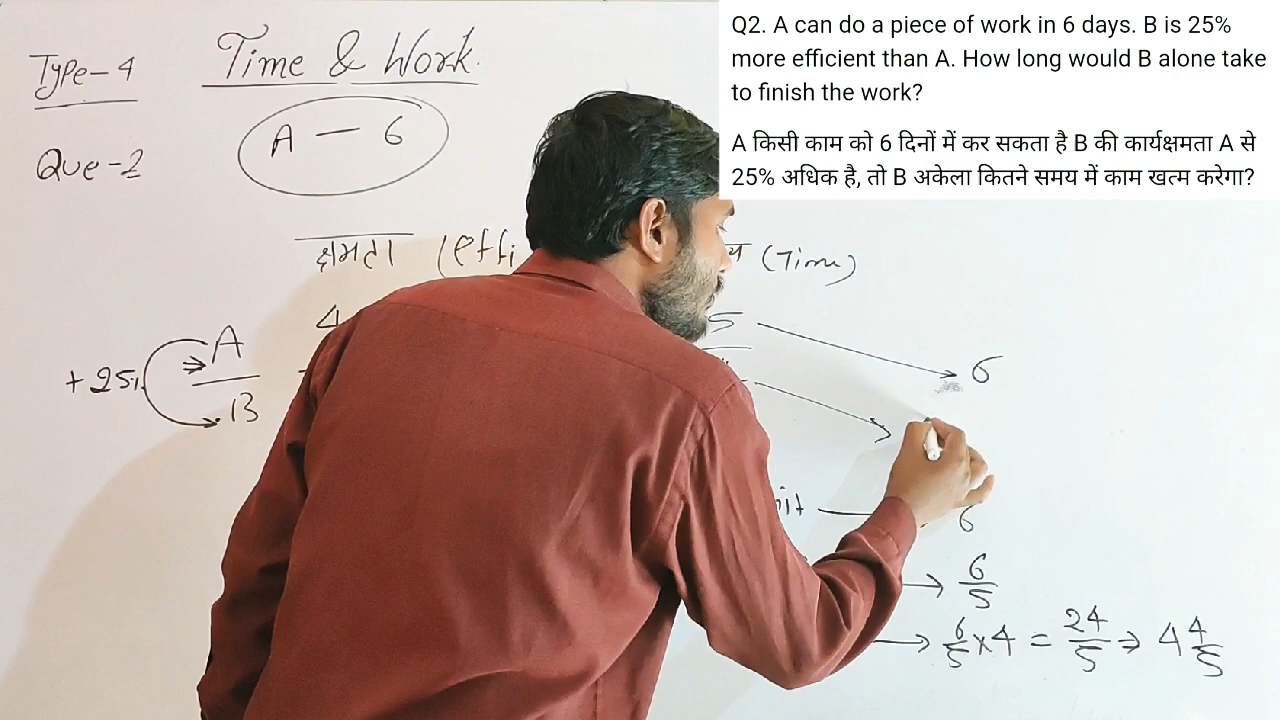 Q2. A can do a piece of work in 6 days. B is 25%
more efficient than A. How long would B alone take
to finish the work?
A किसी काम को 6 दिनों में कर सकता है B की कार्यक्षमता A से
25% अधिक है, तो B अकेला कितने समय में काम खत्म करेगा?
Type-4
Time & Work
A — 6
Que-2
क्षमता (effi
(Time)
4
5
6
A
+25%
B
6
6/5
6/5×4 = 24/5 ⇒ 4 4/5